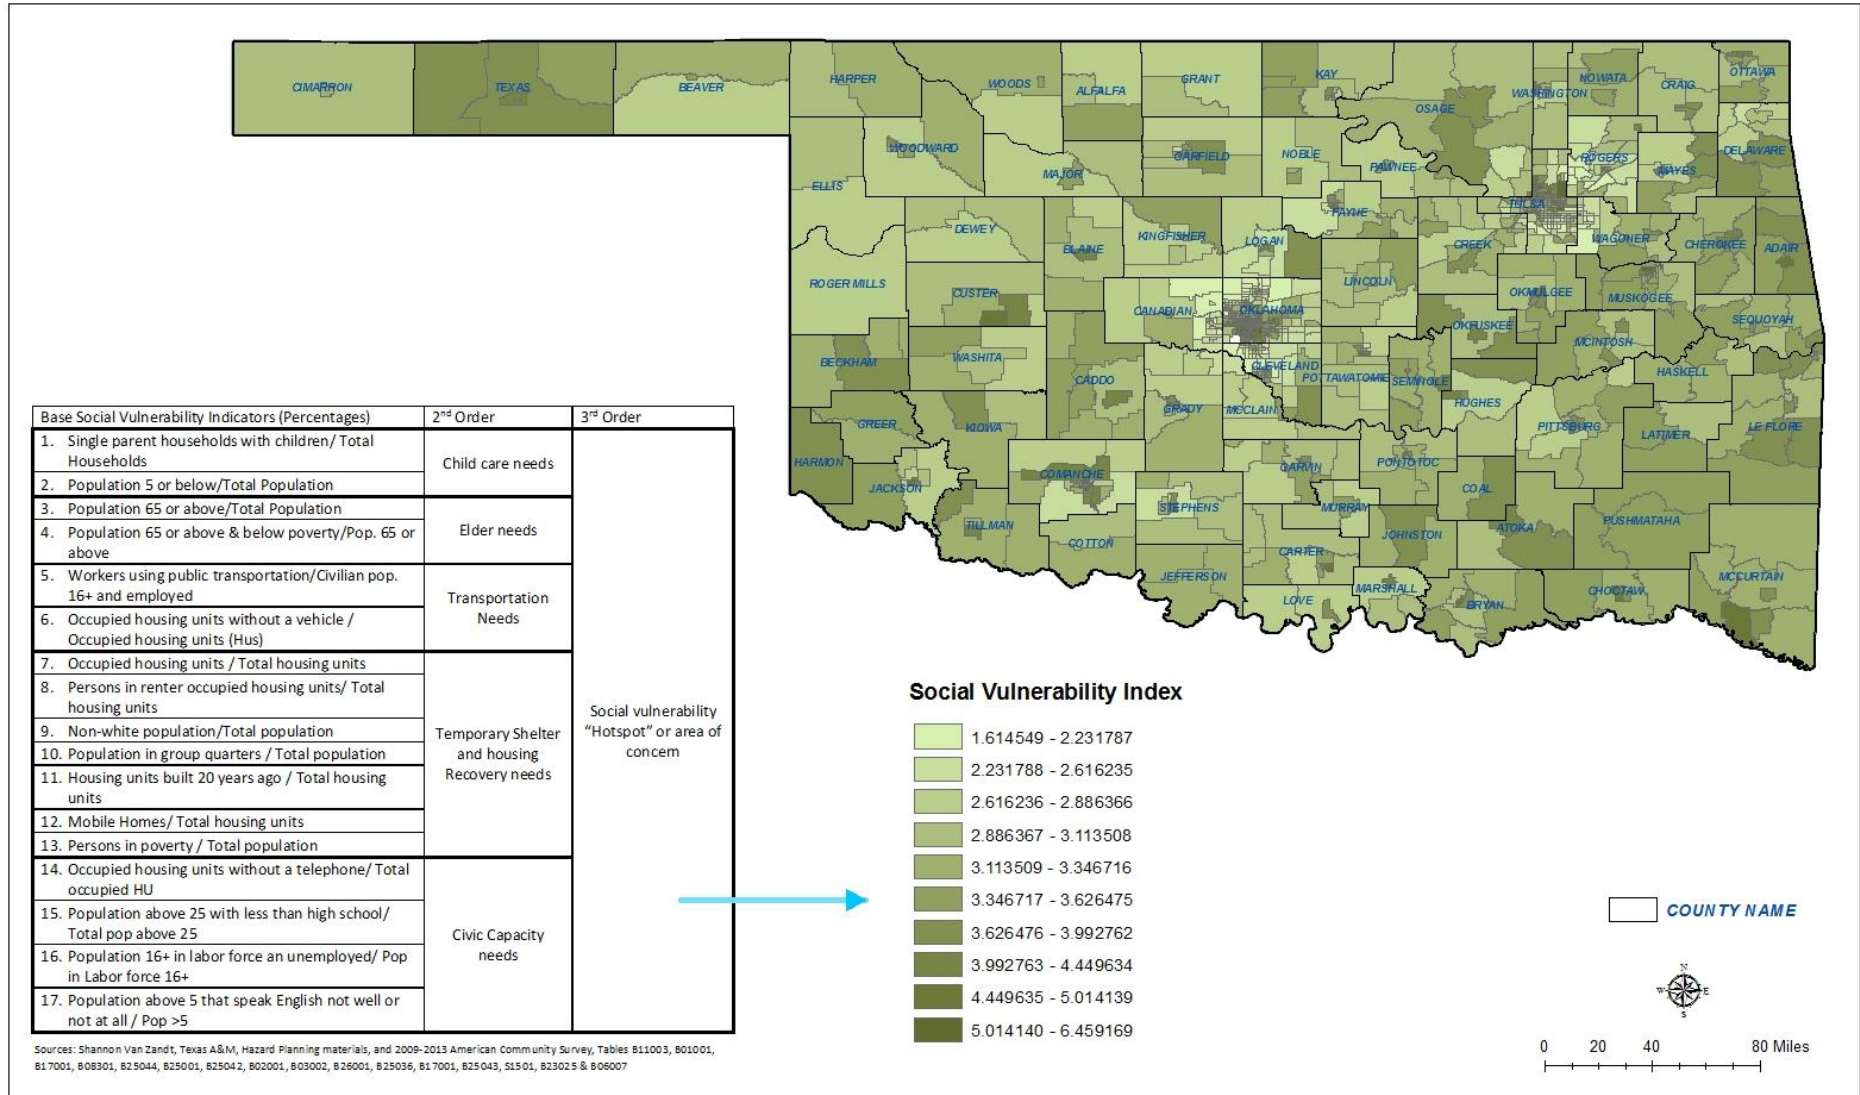 CIMARRON
TEXAS
BEAVER
HARPER
WOODS
ALFALFA
GRANT
KAY
OSAGE
WASHINGTON
NOWATA
CRAIG
OTTAWA
WOODWARD
GARFIELD
NOBLE
PAWNEE
ROGERS
MAYES
DELAWARE
ELLIS
MAJOR
PAYNE
TULSA
DEWEY
BLAINE
KINGFISHER
LOGAN
CREEK
WAGONER
CHEROKEE
ADAIR
ROGER MILLS
CUSTER
CANADIAN
OKLAHOMA
LINCOLN
OKMULGEE
MUSKOGEE
SEQUOYAH
OKFUSKEE
MCINTOSH
BECKHAM
WASHITA
CADDO
CLEVELAND
POTTAWATOMIE
SEMINOLE
HASKELL
HUGHES
GRADY
MCCLAIN
GREER
KIOWA
PITTSBURG
LATIMER
LE FLORE
HARMON
JACKSON
COMANCHE
GARVIN
PONTOTOC
COAL
TILLMAN
STEPHENS
MURRAY
JOHNSTON
ATOKA
PUSHMATAHA
COTTON
CARTER
JEFFERSON
LOVE
MARSHALL
BRYAN
CHOCTAW
MCCURTAIN
Base Social Vulnerability Indicators (Percentages)
2nd Order
3rd Order
1. Single parent households with children/ Total
Households
2. Population 5 or below/Total Population
Child care needs
3. Population 65 or above/Total Population
4. Population 65 or above & below poverty/Pop. 65 or
above
Elder needs
5. Workers using public transportation/Civilian pop.
16+ and employed
6. Occupied housing units without a vehicle /
Occupied housing units (Hus)
Transportation
Needs
7. Occupied housing units / Total housing units
8. Persons in renter occupied housing units/ Total
housing units
9. Non-white population/Total population
10. Population in group quarters / Total population
11. Housing units built 20 years ago / Total housing
units
12. Mobile Homes/ Total housing units
13. Persons in poverty / Total population
Temporary Shelter
and housing
Recovery needs
14. Occupied housing units without a telephone/ Total
occupied HU
15. Population above 25 with less than high school/
Total pop above 25
16. Population 16+ in labor force an unemployed/ Pop
in Labor force 16+
17. Population above 5 that speak English not well or
not at all / Pop >5
Civic Capacity
needs
Social vulnerability
"Hotspot" or area of
concern
Sources: Shannon Van Zandt, Texas A&M, Hazard Planning materials, and 2009-2013 American Community Survey, Tables B11003, B01001,
B17001, B08301, B25044, B25001, B25042, B02001, B03002, B26001, B25036, B17001, B25043, S1501, B23025 & B06007
Social Vulnerability Index
1.614549 - 2.231787
2.231788 - 2.616235
2.616236 - 2.886366
2.886367 - 3.113508
3.113509 - 3.346716
3.346717 - 3.626475
3.626476 - 3.992762
3.992763 - 4.449634
4.449635 - 5.014139
5.014140 - 6.459169
COUNTY NAME
N
W
E
S
0 20 40 80 Miles